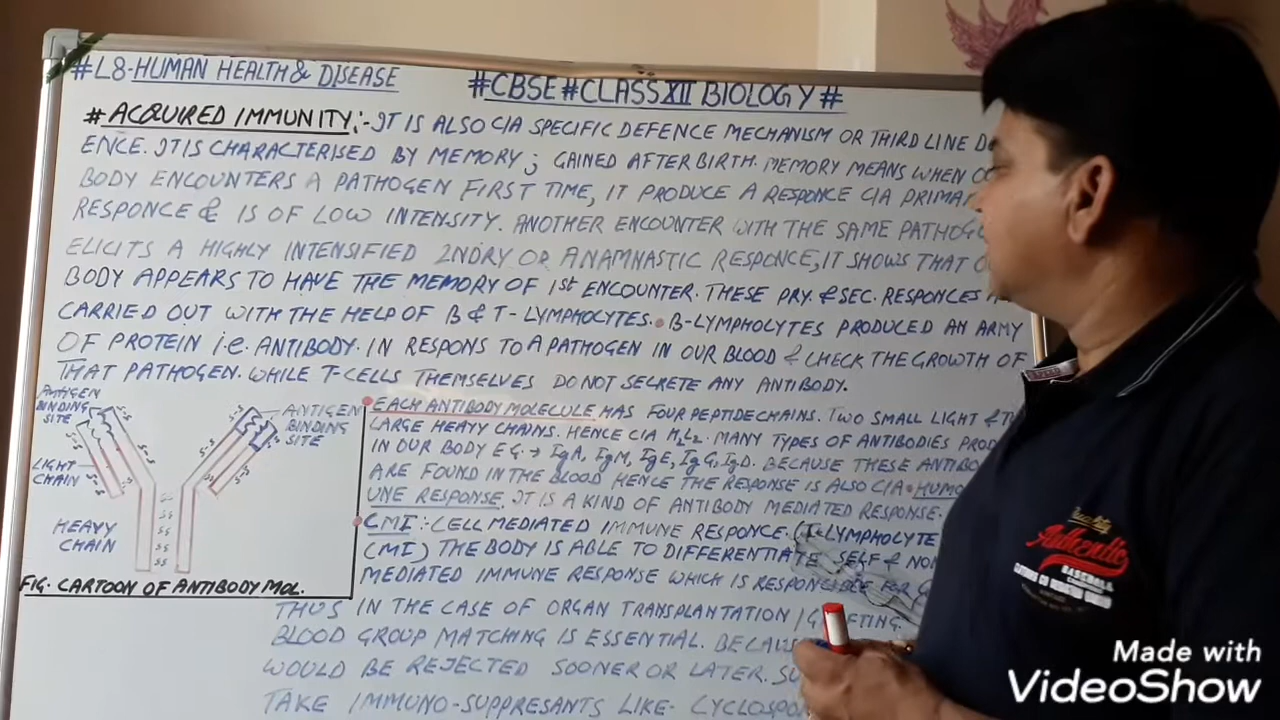 #L8-HUMAN HEALTH & DISEASE
#CBSE #CLASS XII BIOLOGY #
# ACQUIRED IMMUNITY:- IT IS ALSO C/A SPECIFIC DEFENCE MECHANISM OR THIRD LINE D
ENCE. IT IS CHARACTERISED BY MEMORY; GAINED AFTER BIRTH. MEMORY MEANS WHEN O
BODY ENCOUNTERS A PATHOGEN FIRST TIME, IT PRODUCE A RESPONCE C/A PRIMA
RESPONCE & IS OF LOW INTENSITY. ANOTHER ENCOUNTER WITH THE SAME PATHOG
ELICITS A HIGHLY INTENSIFIED 2NDRY OR ANAMNASTIC RESPONCE, IT SHOWS THAT O
BODY APPEARS TO HAVE THE MEMORY OF 1st ENCOUNTER. THESE PRY. & SEC. RESPONCES
CARRIED OUT WITH THE HELP OF B & T-LYMPHOLYTES. B-LYMPHOLYTES PRODUCED AN ARMY
OF PROTEIN i.e. ANTIBODY. IN RESPONS TO A PATHOGEN IN OUR BLOOD & CHECK THE GROWTH OF
THAT PATHOGEN. WHILE T-CELLS THEMSELVES DO NOT SECRETE ANY ANTIBODY.
ANTIGEN
BINDING
SITE
LIGHT
CHAIN
HEAVY
CHAIN
ANTIGEN
BINDING
SITE
FIG. CARTOON OF ANTIBODY MOL.
EACH ANTIBODY MOLECULE HAS FOUR PEPTIDE CHAINS. TWO SMALL LIGHT & T
LARGE HEAVY CHAINS. HENCE C/A H2L2. MANY TYPES OF ANTIBODIES PROD
IN OUR BODY E.G. → IgA, IgM, IgE, IgG, IgD. BECAUSE THESE ANTIBO
ARE FOUND IN THE BLOOD HENCE THE RESPONSE IS ALSO C/A HUMO
UNE RESPONSE. IT IS A KIND OF ANTIBODY MEDIATED RESPONSE.
CMI:- CELL MEDIATED IMMUNE RESPONCE. (T-LYMPHOLYTE
(CMI) THE BODY IS ABLE TO DIFFERENTIATE SELF & NON
MEDIATED IMMUNE RESPONSE WHICH IS RESPONCIBLE FOR G
THUS IN THE CASE OF ORGAN TRANSPLANTATION / GRAFTING.
BLOOD GROUP MATCHING IS ESSENTIAL. BECAUS
WOULD BE REJECTED SOONER OR LATER. SU
TAKE IMMUNO-SUPPRESANTS LIKE- CYCLOSPO
Authentic
BASEBALL
Made with
VideoShow